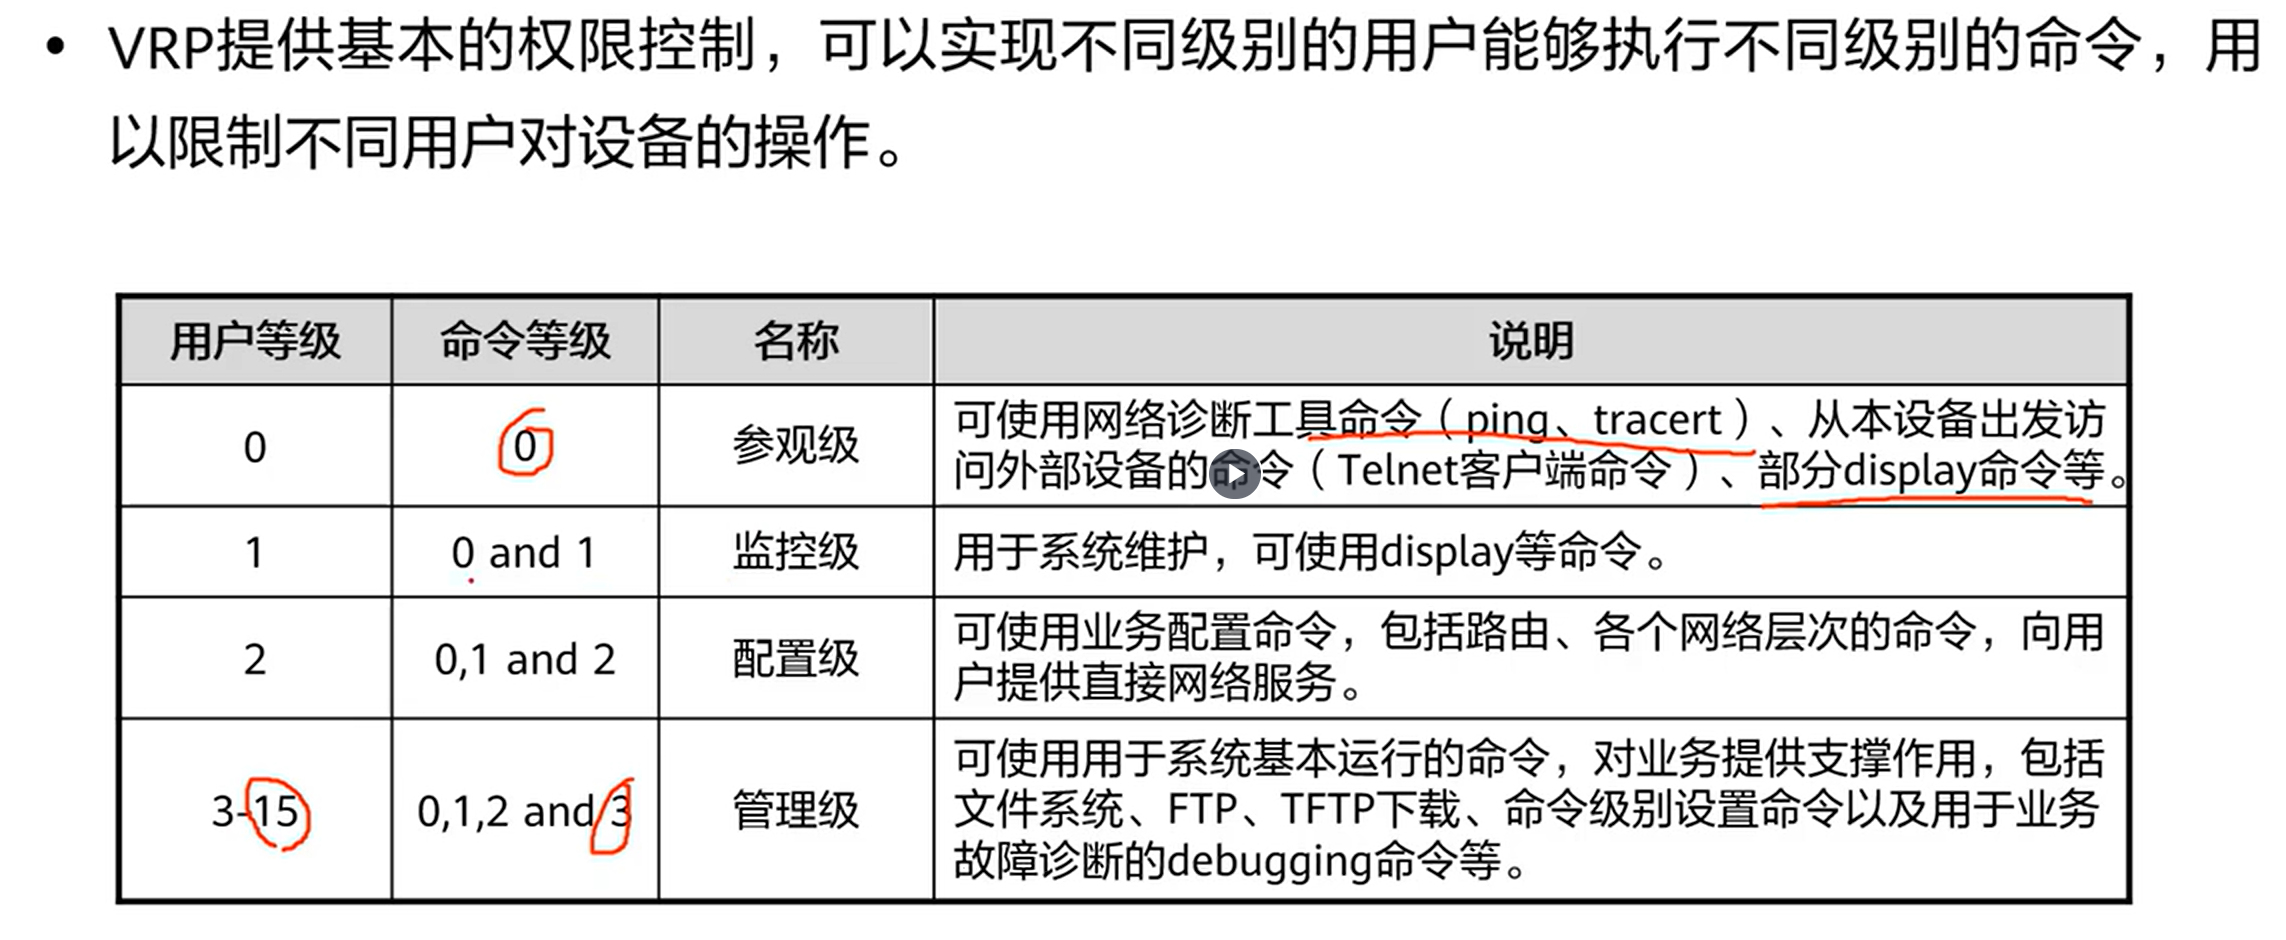 • VRP提供基本的权限控制，可以实现不同级别的用户能够执行不同级别的命令，用
以限制不同用户对设备的操作。
用户等级 命令等级 名称 说明
0 0 参观级 可使用网络诊断工具命令（ping、tracert）、从本设备出发访
问外部设备的命令（Telnet客户端命令）、部分display命令等。
1 0 and 1 监控级 用于系统维护，可使用display等命令。
2 0,1 and 2 配置级 可使用业务配置命令，包括路由、各个网络层次的命令，向用
户提供直接网络服务。
3-15 0,1,2 and 3 管理级 可使用用于系统基本运行的命令，对业务提供支撑作用，包括
文件系统、FTP、TFTP下载、命令级别设置命令以及用于业务
故障诊断的debugging命令等。